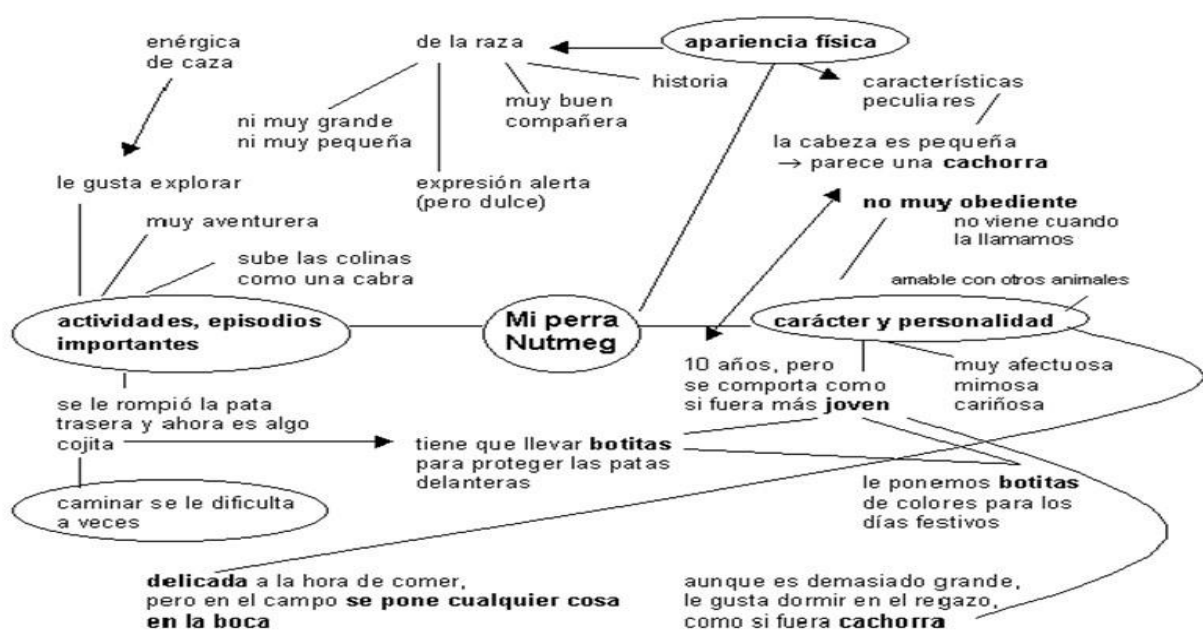 enérgica
de caza
de la raza
apariencia física
historia
características
peculiares
muy buen
compañera
ni muy grande
ni muy pequeña
la cabeza es pequeña
→ parece una cachorra
le gusta explorar
expresión alerta
(pero dulce)
no muy obediente
no viene cuando
la llamamos
muy aventurera
sube las colinas
como una cabra
amable con otros animales
actividades, episodios
importantes
Mi perra
Nutmeg
carácter y personalidad
10 años, pero
se comporta como
si fuera más joven
muy afectuosa
mimosa
cariñosa
se le rompió la pata
trasera y ahora es algo
cojita
tiene que llevar botitas
para proteger las patas
delanteras
le ponemos botitas
de colores para los
días festivos
caminar se le dificulta
a veces
delicada a la hora de comer,
pero en el campo se pone cualquier cosa
en la boca
aunque es demasiado grande,
le gusta dormir en el regazo,
como si fuera cachorra